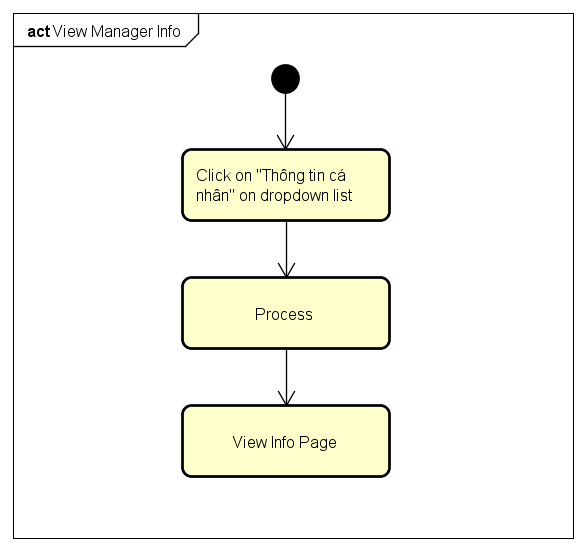 act View Manager Info
Click on "Thông tin cá
nhân" on dropdown list
Process
View Info Page